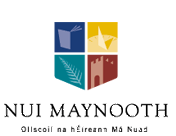 NUI MAYNOOTH
Ollscoil na hÉireann Má Nuad